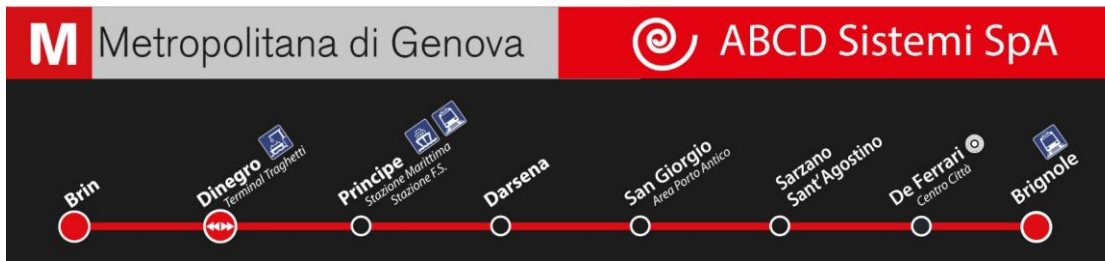 M Metropolitana di Genova
ABCD Sistemi SpA
Brin
Dinegro
Terminal Traghetti
Principe
Stazione Marittima
Stazione F.S.
Darsena
San Giorgio
Area Porto Antico
Sarzano
Sant'Agostino
De Ferrari
Centro Città
Brignole